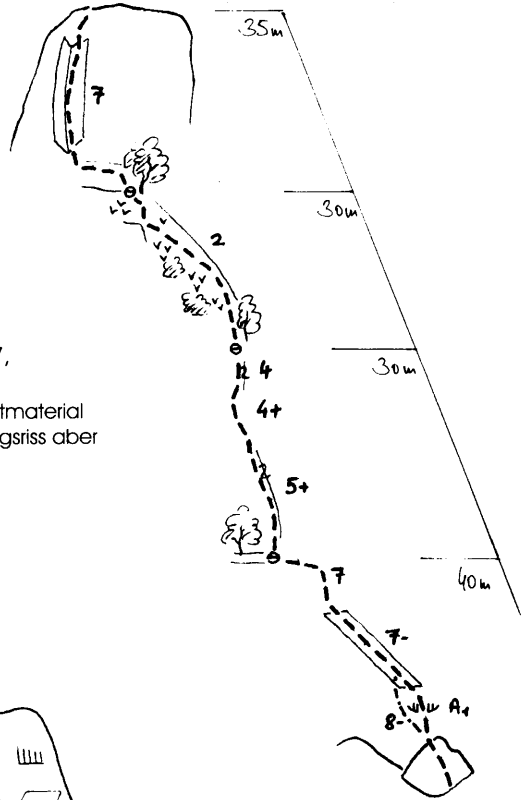 35m
7
30m
2
30m
4
4+
tmaterial
gsriss aber
5+
7
40m
7-
A1
8-